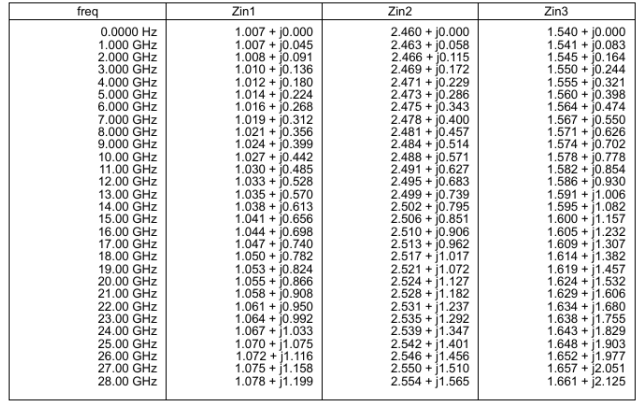 freq Zin1 Zin2 Zin3
0.0000 Hz 1.007 + j0.000 2.460 + j0.000 1.540 + j0.000
1.000 GHz 1.007 + j0.045 2.463 + j0.058 1.541 + j0.083
2.000 GHz 1.008 + j0.091 2.466 + j0.115 1.545 + j0.164
3.000 GHz 1.010 + j0.136 2.469 + j0.172 1.550 + j0.244
4.000 GHz 1.012 + j0.180 2.471 + j0.229 1.555 + j0.321
5.000 GHz 1.014 + j0.224 2.473 + j0.286 1.560 + j0.398
6.000 GHz 1.016 + j0.268 2.475 + j0.343 1.564 + j0.474
7.000 GHz 1.019 + j0.312 2.478 + j0.400 1.567 + j0.550
8.000 GHz 1.021 + j0.356 2.481 + j0.457 1.571 + j0.626
9.000 GHz 1.024 + j0.399 2.484 + j0.514 1.574 + j0.702
10.00 GHz 1.027 + j0.442 2.488 + j0.571 1.578 + j0.778
11.00 GHz 1.030 + j0.485 2.491 + j0.627 1.582 + j0.854
12.00 GHz 1.033 + j0.528 2.495 + j0.683 1.586 + j0.930
13.00 GHz 1.035 + j0.570 2.499 + j0.739 1.591 + j1.006
14.00 GHz 1.038 + j0.613 2.502 + j0.795 1.595 + j1.082
15.00 GHz 1.041 + j0.656 2.506 + j0.851 1.600 + j1.157
16.00 GHz 1.044 + j0.698 2.510 + j0.906 1.605 + j1.232
17.00 GHz 1.047 + j0.740 2.513 + j0.962 1.609 + j1.307
18.00 GHz 1.050 + j0.782 2.517 + j1.017 1.614 + j1.382
19.00 GHz 1.053 + j0.824 2.521 + j1.072 1.619 + j1.457
20.00 GHz 1.055 + j0.866 2.524 + j1.127 1.624 + j1.532
21.00 GHz 1.058 + j0.908 2.528 + j1.182 1.629 + j1.606
22.00 GHz 1.061 + j0.950 2.531 + j1.237 1.634 + j1.680
23.00 GHz 1.064 + j0.992 2.535 + j1.292 1.638 + j1.755
24.00 GHz 1.067 + j1.033 2.539 + j1.347 1.643 + j1.829
25.00 GHz 1.070 + j1.075 2.542 + j1.401 1.648 + j1.903
26.00 GHz 1.072 + j1.116 2.546 + j1.456 1.652 + j1.977
27.00 GHz 1.075 + j1.158 2.550 + j1.510 1.657 + j2.051
28.00 GHz 1.078 + j1.199 2.554 + j1.565 1.661 + j2.125